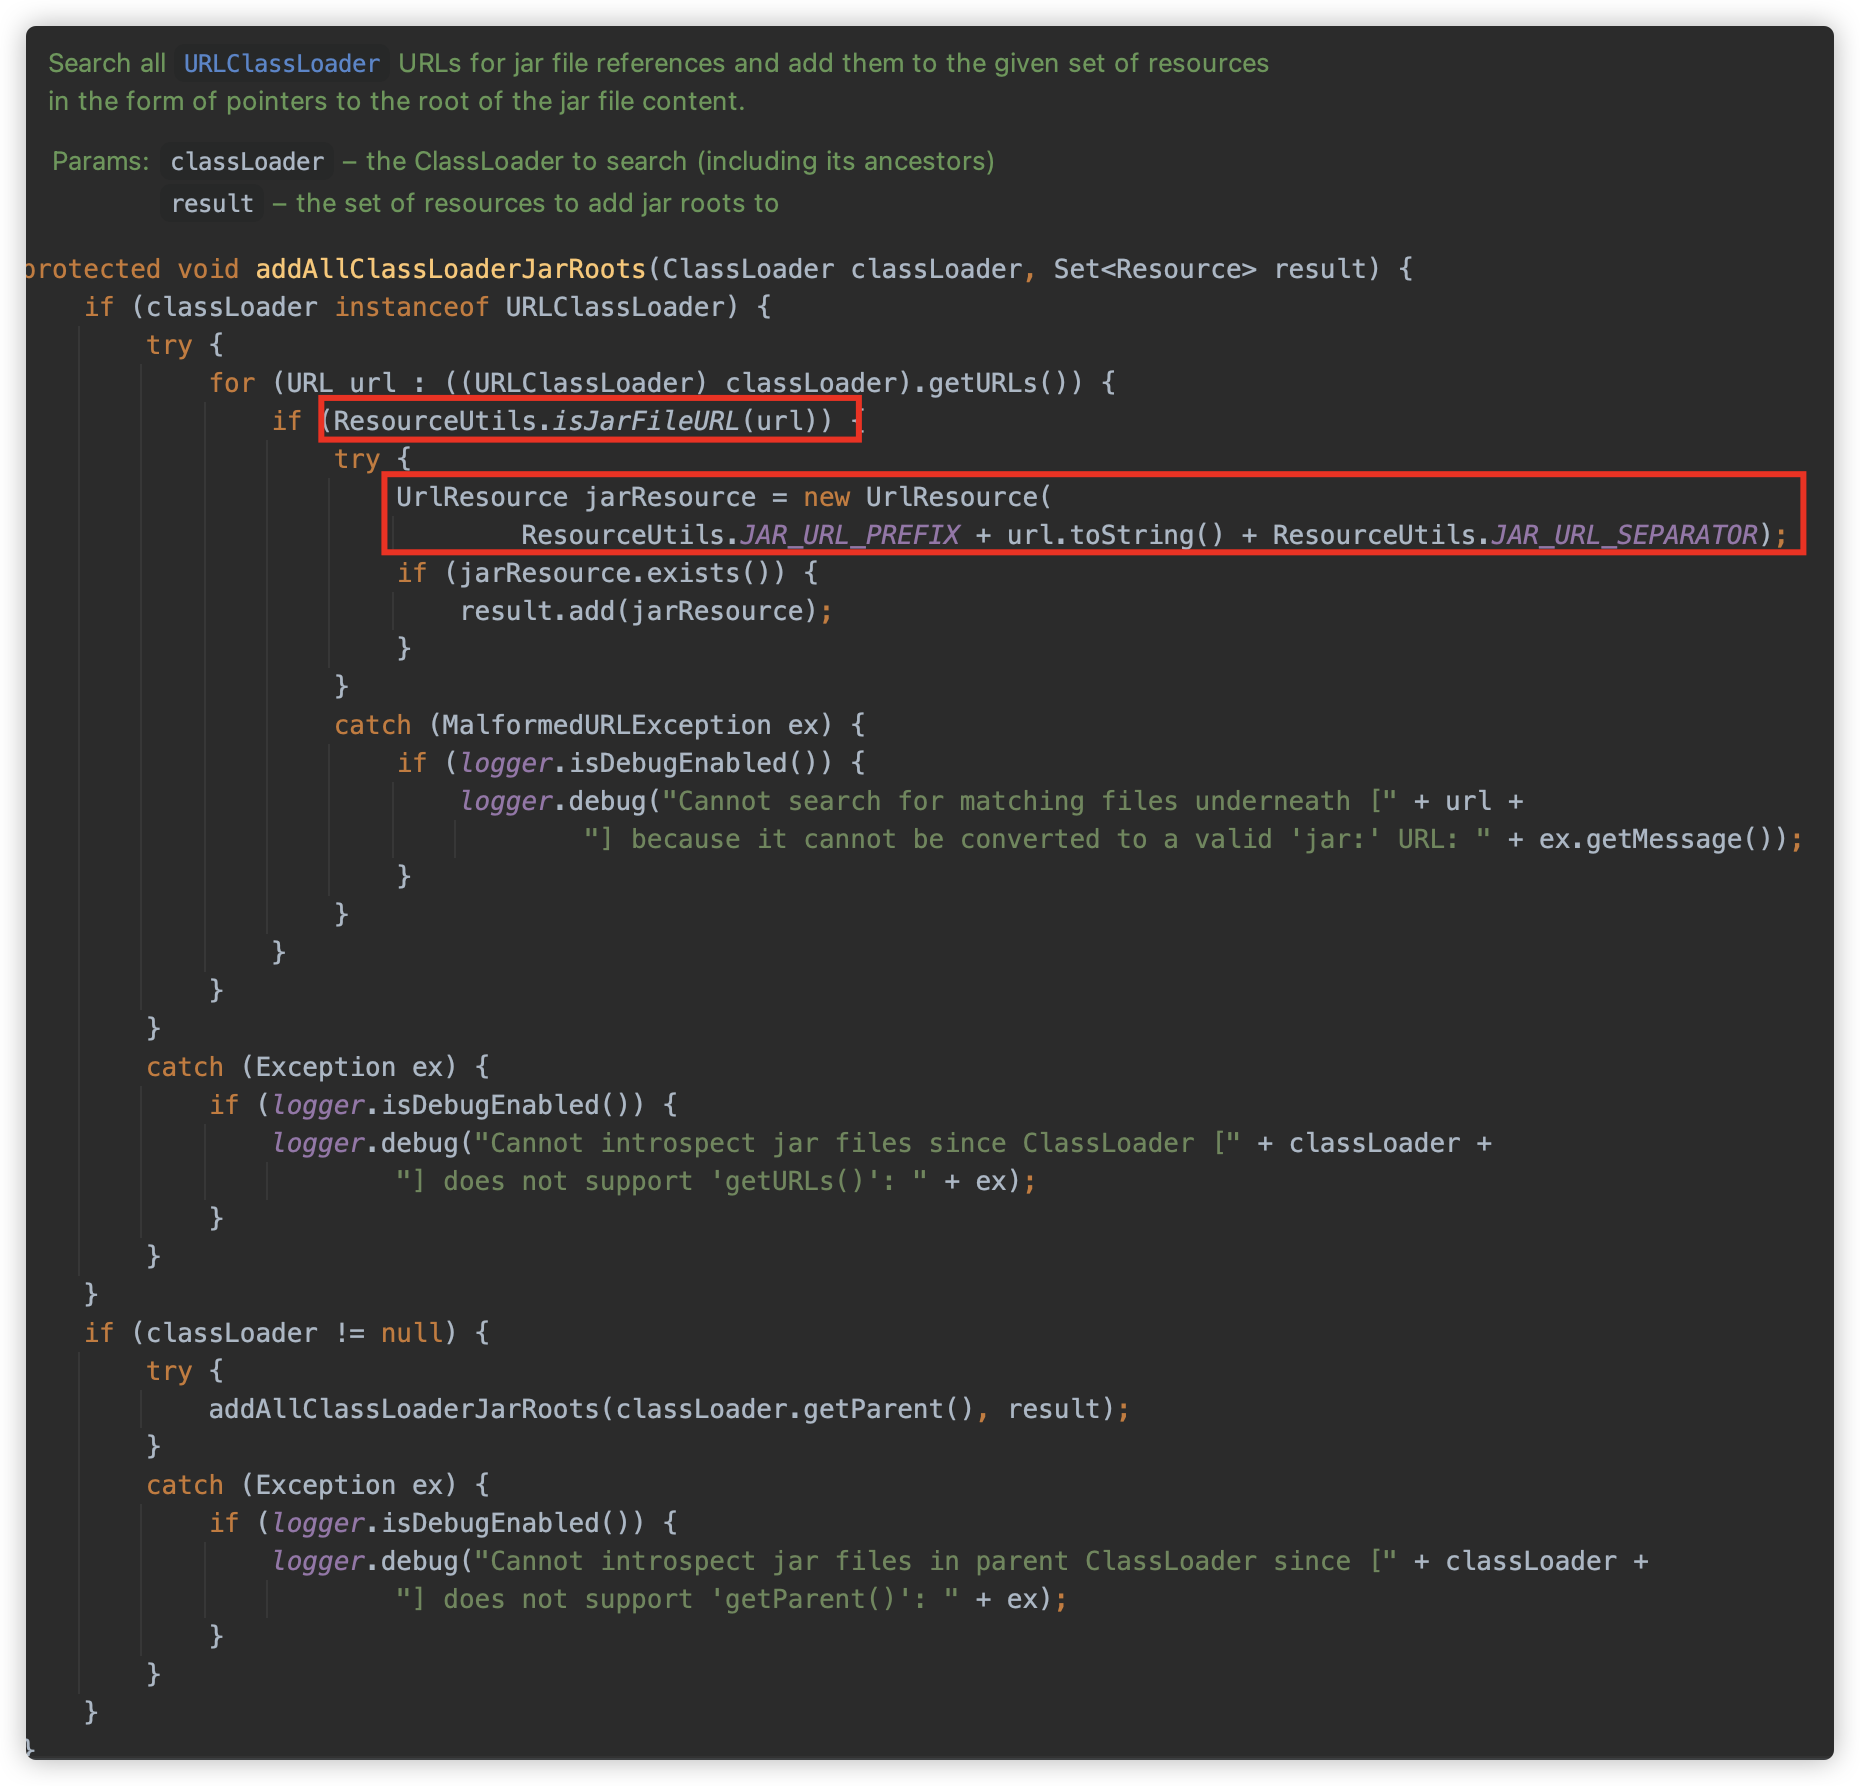 Search all URLClassLoader URLs for jar file references and add them to the given set of resources
in the form of pointers to the root of the jar file content.
Params: classLoader – the ClassLoader to search (including its ancestors)
result – the set of resources to add jar roots to
protected void addAllClassLoaderJarRoots(ClassLoader classLoader, Set<Resource> result) {
if (classLoader instanceof URLClassLoader) {
try {
for (URL url : ((URLClassLoader) classLoader).getURLs()) {
if (ResourceUtils.isJarFileURL(url)) {
try {
UrlResource jarResource = new UrlResource(
ResourceUtils.JAR_URL_PREFIX + url.toString() + ResourceUtils.JAR_URL_SEPARATOR);
if (jarResource.exists()) {
result.add(jarResource);
}
}
catch (MalformedURLException ex) {
if (logger.isDebugEnabled()) {
logger.debug("Cannot search for matching files underneath [" + url +
"] because it cannot be converted to a valid 'jar:' URL: " + ex.getMessage());
}
}
}
}
}
catch (Exception ex) {
if (logger.isDebugEnabled()) {
logger.debug("Cannot introspect jar files since ClassLoader [" + classLoader +
"] does not support 'getURLs()': " + ex);
}
}
}
if (classLoader != null) {
try {
addAllClassLoaderJarRoots(classLoader.getParent(), result);
}
catch (Exception ex) {
if (logger.isDebugEnabled()) {
logger.debug("Cannot introspect jar files in parent ClassLoader since [" + classLoader +
"] does not support 'getParent()': " + ex);
}
}
}
}